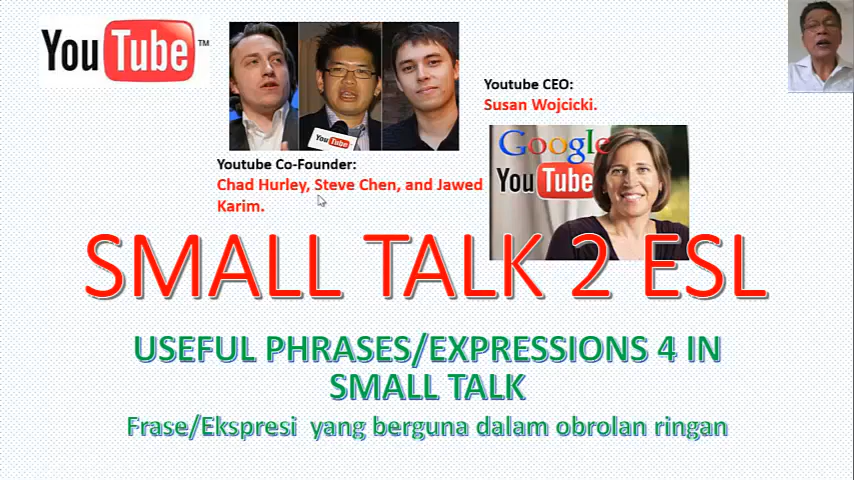 YouTube™
YouTube
Youtube Co-Founder:
Chad Hurley, Steve Chen, and Jawed
Karim.
Youtube CEO:
Susan Wojcicki.
Google
YouTube
SMALL TALK 2 ESL
USEFUL PHRASES/EXPRESSIONS 4 IN
SMALL TALK
Frase/Ekspresi yang berguna dalam obrolan ringan